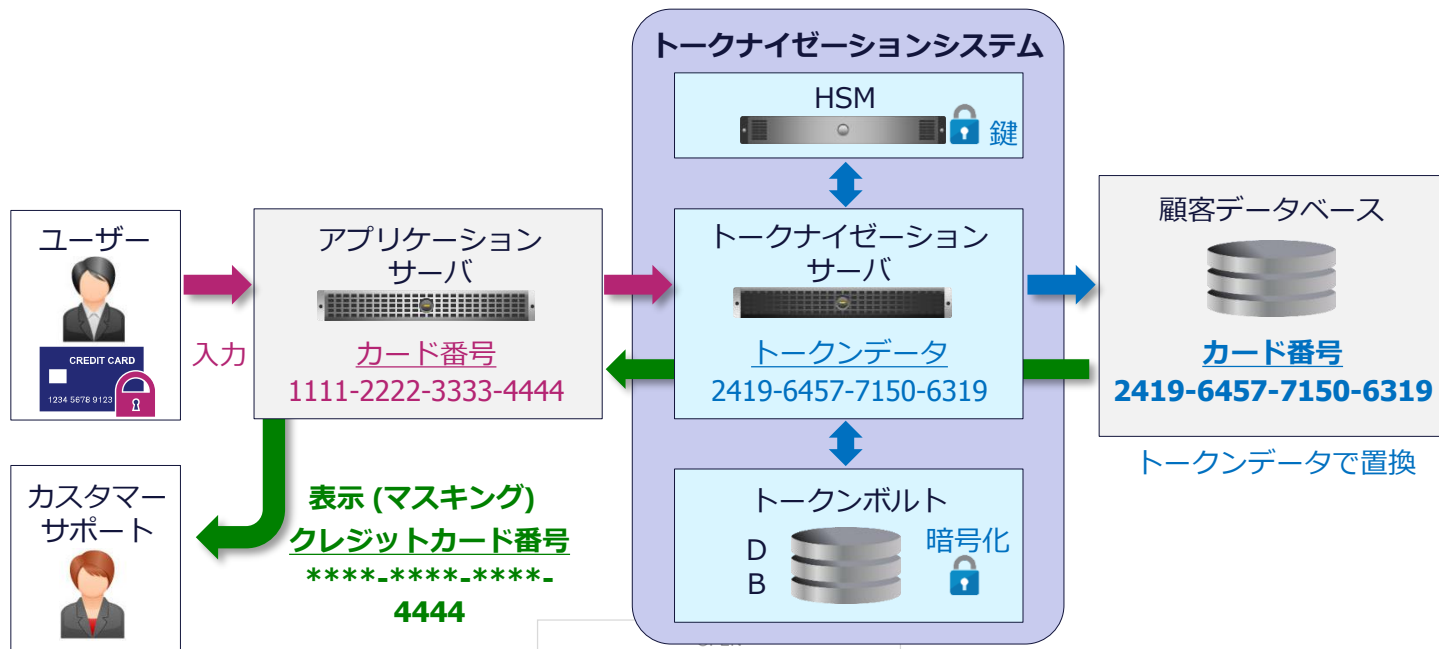 トークナイゼーションシステム
HSM
鍵
ユーザー
CREDIT CARD
1234 5678 9123
入力
アプリケーション
サーバ
カード番号
1111-2222-3333-4444
トークナイゼーション
サーバ
トークンデータ
2419-6457-7150-6319
顧客データベース
カード番号
2419-6457-7150-6319
トークンデータで置換
カスタマー
サポート
表示 (マスキング)
クレジットカード番号
****-****-****-
4444
トークンボルト
D
B
暗号化